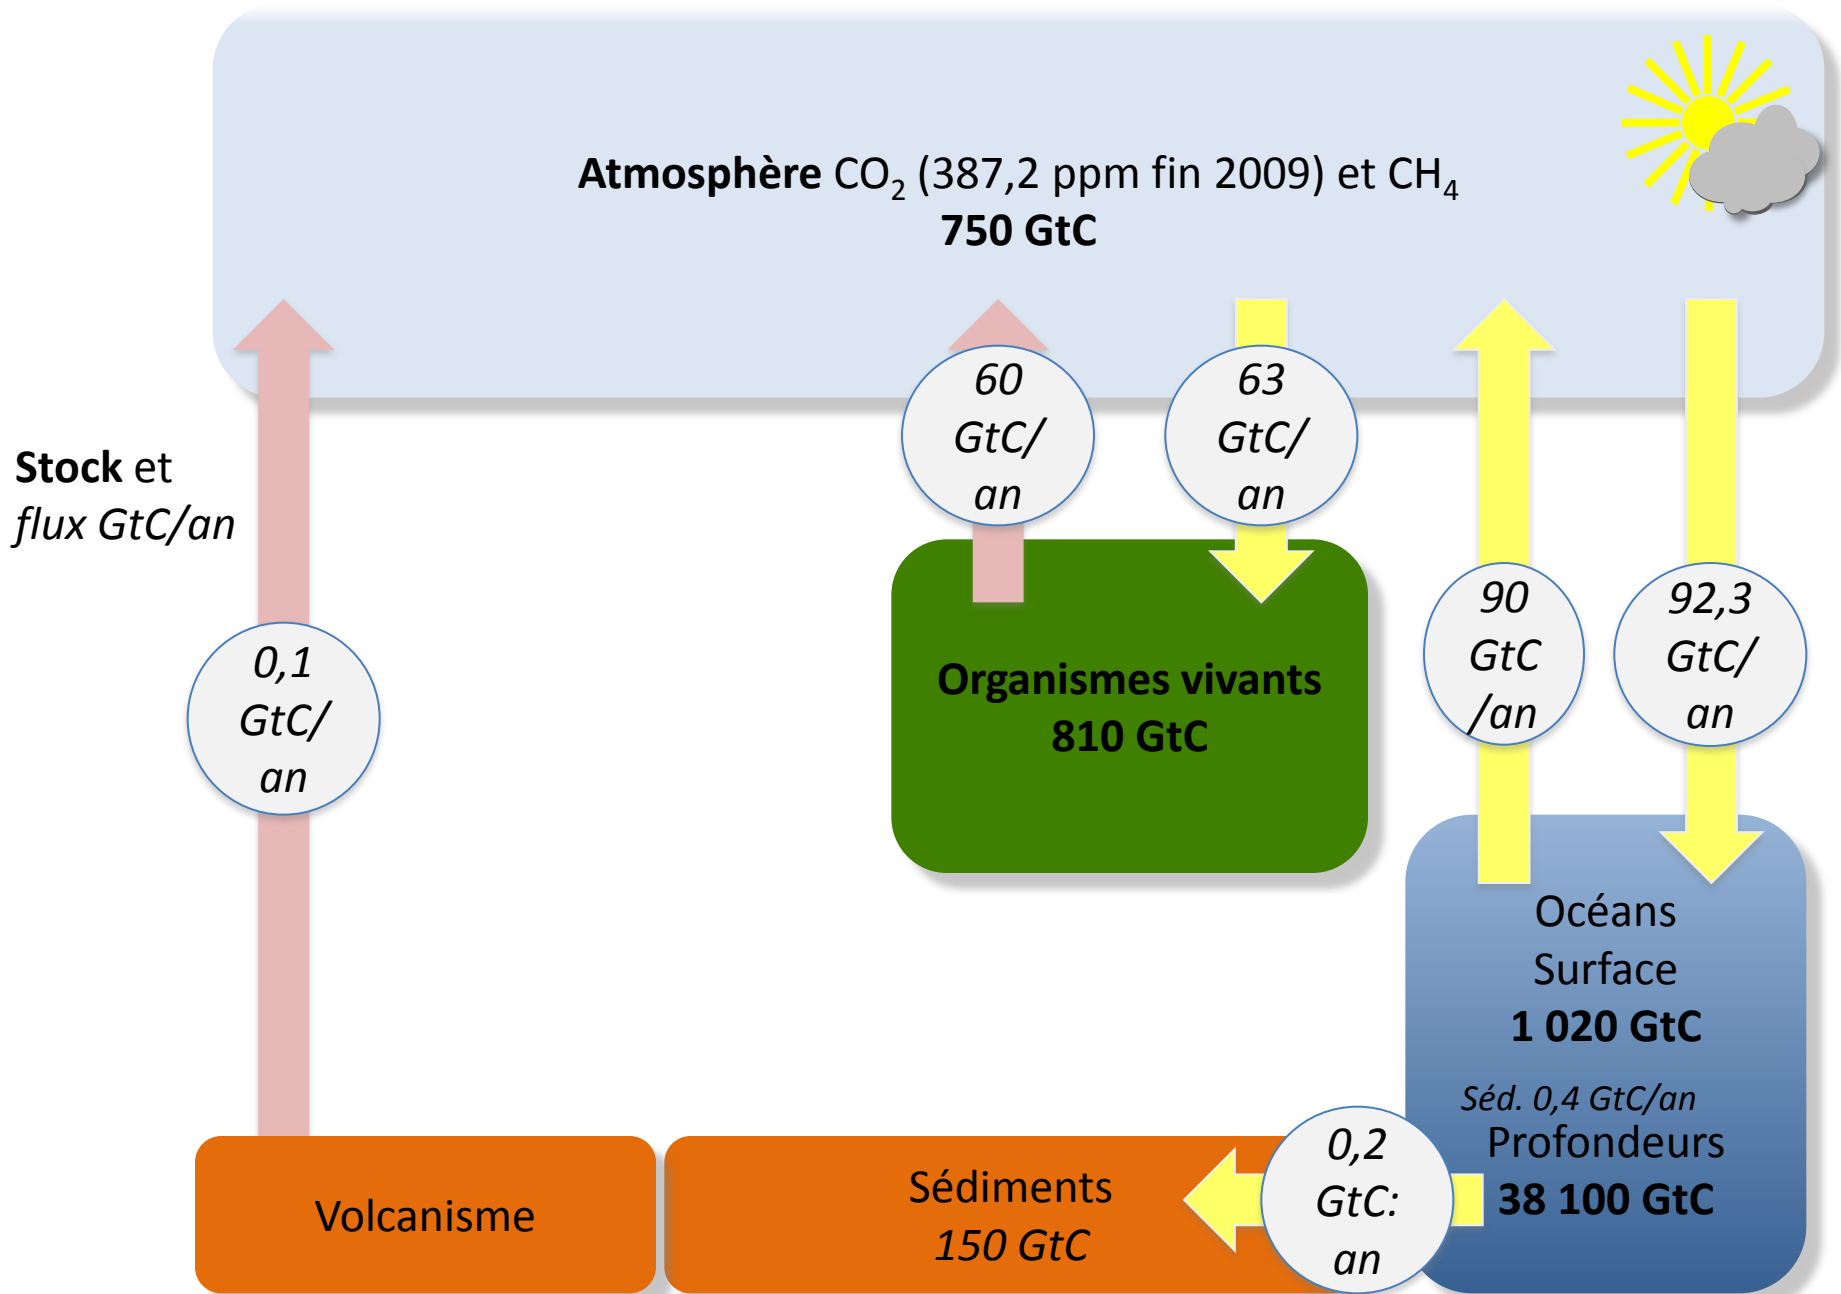 Atmosphère CO₂ (387,2 ppm fin 2009) et CH₄
750 GtC
Stock et
flux GtC/an
0,1
GtC/
an
60
GtC/
an
63
GtC/
an
90
GtC
/an
92,3
GtC/
an
Organismes vivants
810 GtC
Océans
Surface
1 020 GtC
Séd. 0,4 GtC/an
Profondeurs
38 100 GtC
0,2
GtC:
an
Sédiments
150 GtC
Volcanisme